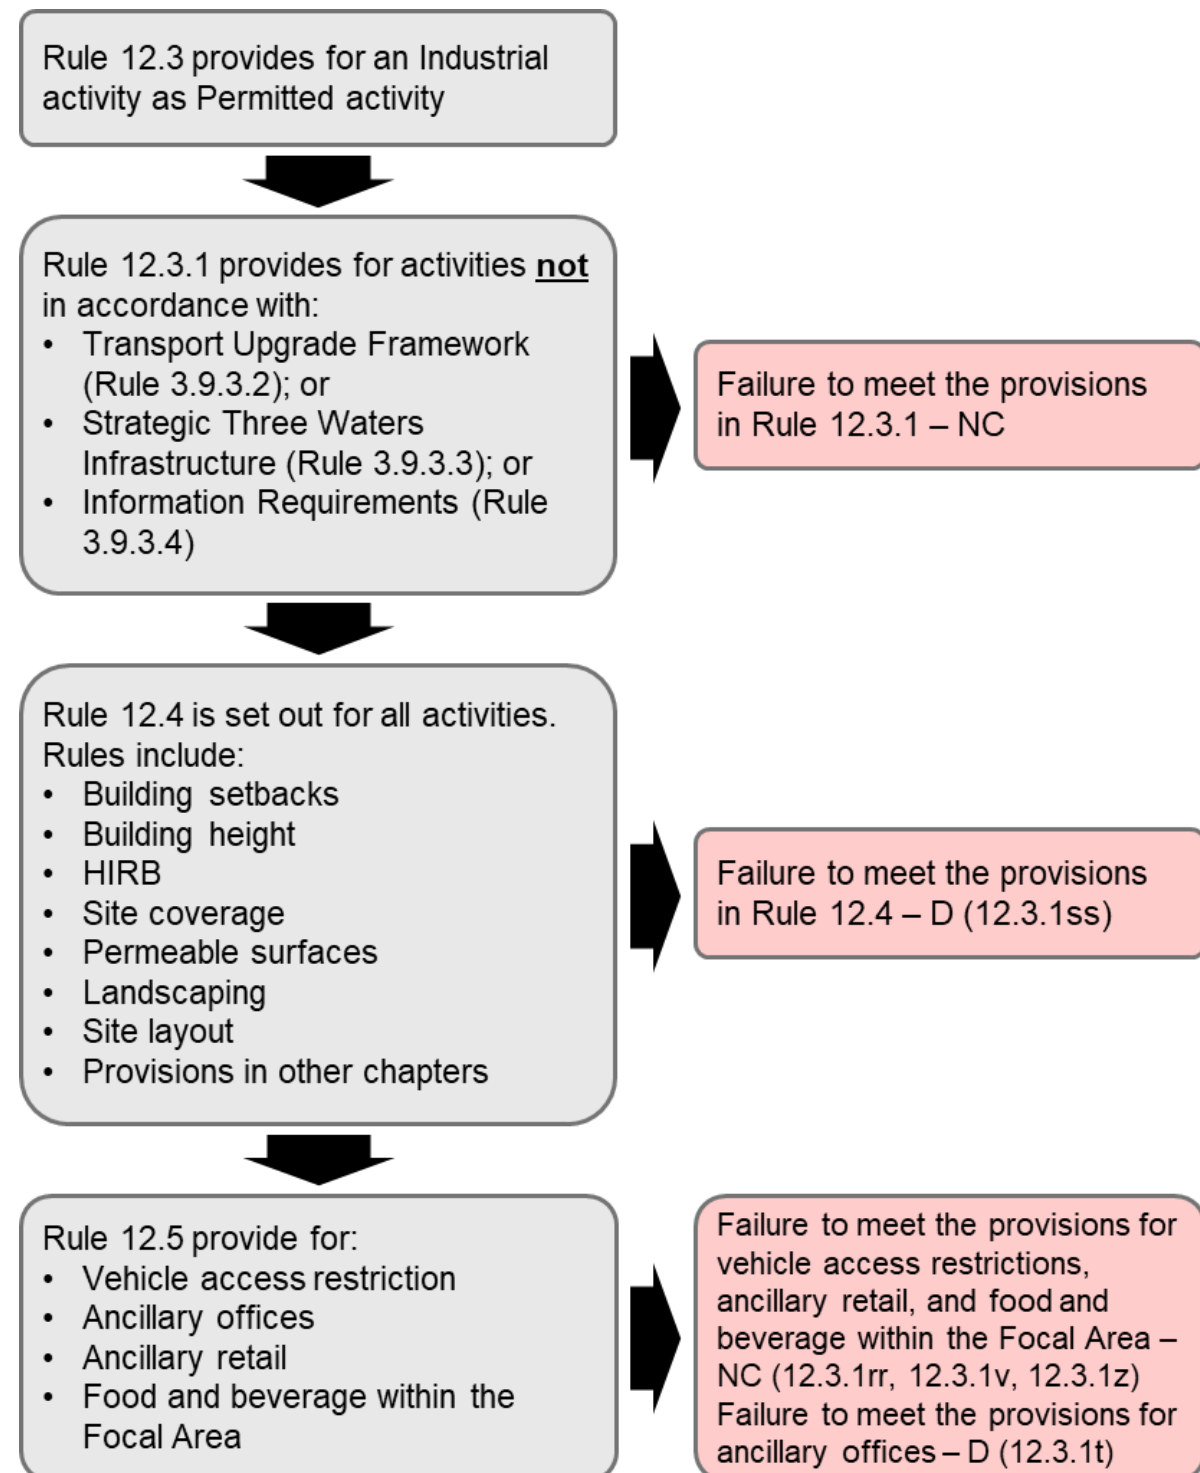 Rule 12.3 provides for an Industrial
activity as Permitted activity
Rule 12.3.1 provides for activities not
in accordance with:
• Transport Upgrade Framework
(Rule 3.9.3.2); or
• Strategic Three Waters
Infrastructure (Rule 3.9.3.3); or
• Information Requirements (Rule
3.9.3.4)
Failure to meet the provisions
in Rule 12.3.1 – NC
Rule 12.4 is set out for all activities.
Rules include:
• Building setbacks
• Building height
• HIRB
• Site coverage
• Permeable surfaces
• Landscaping
• Site layout
• Provisions in other chapters
Failure to meet the provisions
in Rule 12.4 – D (12.3.1ss)
Rule 12.5 provide for:
• Vehicle access restriction
• Ancillary offices
• Ancillary retail
• Food and beverage within the
Focal Area
Failure to meet the provisions for
vehicle access restrictions,
ancillary retail, and food and
beverage within the Focal Area –
NC (12.3.1rr, 12.3.1v, 12.3.1z)
Failure to meet the provisions for
ancillary offices – D (12.3.1t)